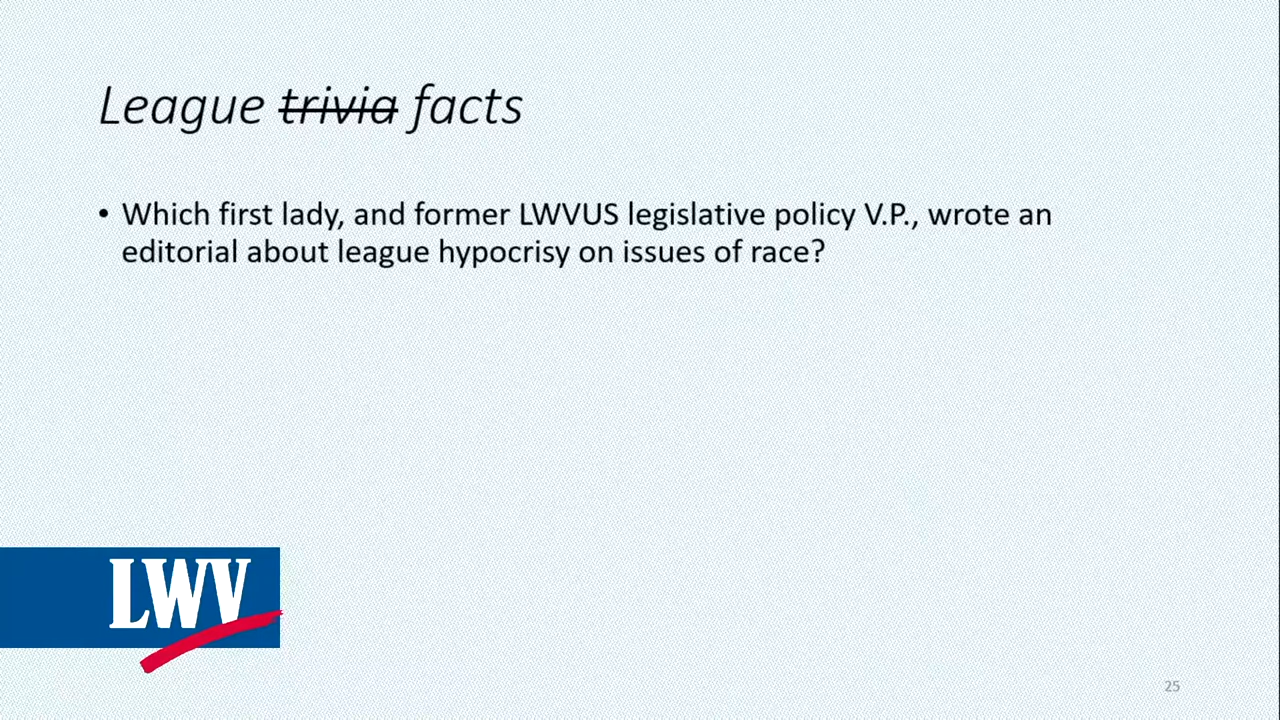 League trivia facts
• Which first lady, and former LWVUS legislative policy V.P., wrote an
editorial about league hypocrisy on issues of race?
LWV
25